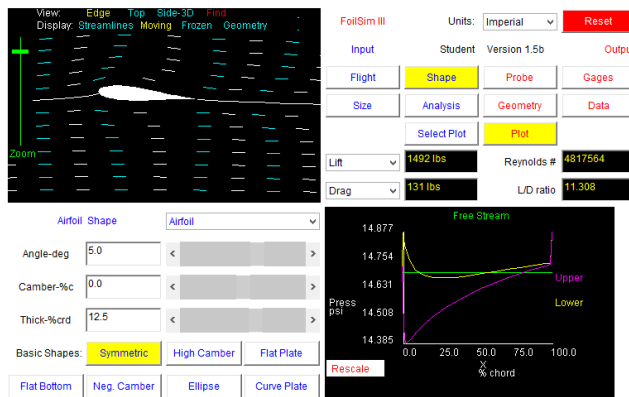 View: Edge Top Side-3D Find
Display: Streamlines Moving Frozen Geometry
Zoom
FoilSim III Units: Imperial Reset
Input Student Version 1.5b Outpu
Flight Shape Probe Gages
Size Analysis Geometry Data
Select Plot Plot
Lift 1492 lbs Reynolds # 4817564
Drag 131 lbs L/D ratio 11.308
Airfoil Shape Airfoil
Angle-deg 5.0
Camber-%c 0.0
Thick-%crd 12.5
Basic Shapes: Symmetric High Camber Flat Plate
Flat Bottom Neg. Camber Ellipse Curve Plate
Free Stream
14.877
14.754
14.631
14.508
14.385
Press
psi
Upper
Lower
0.0 25.0 50.0 75.0 100.0
X
% chord
Rescale